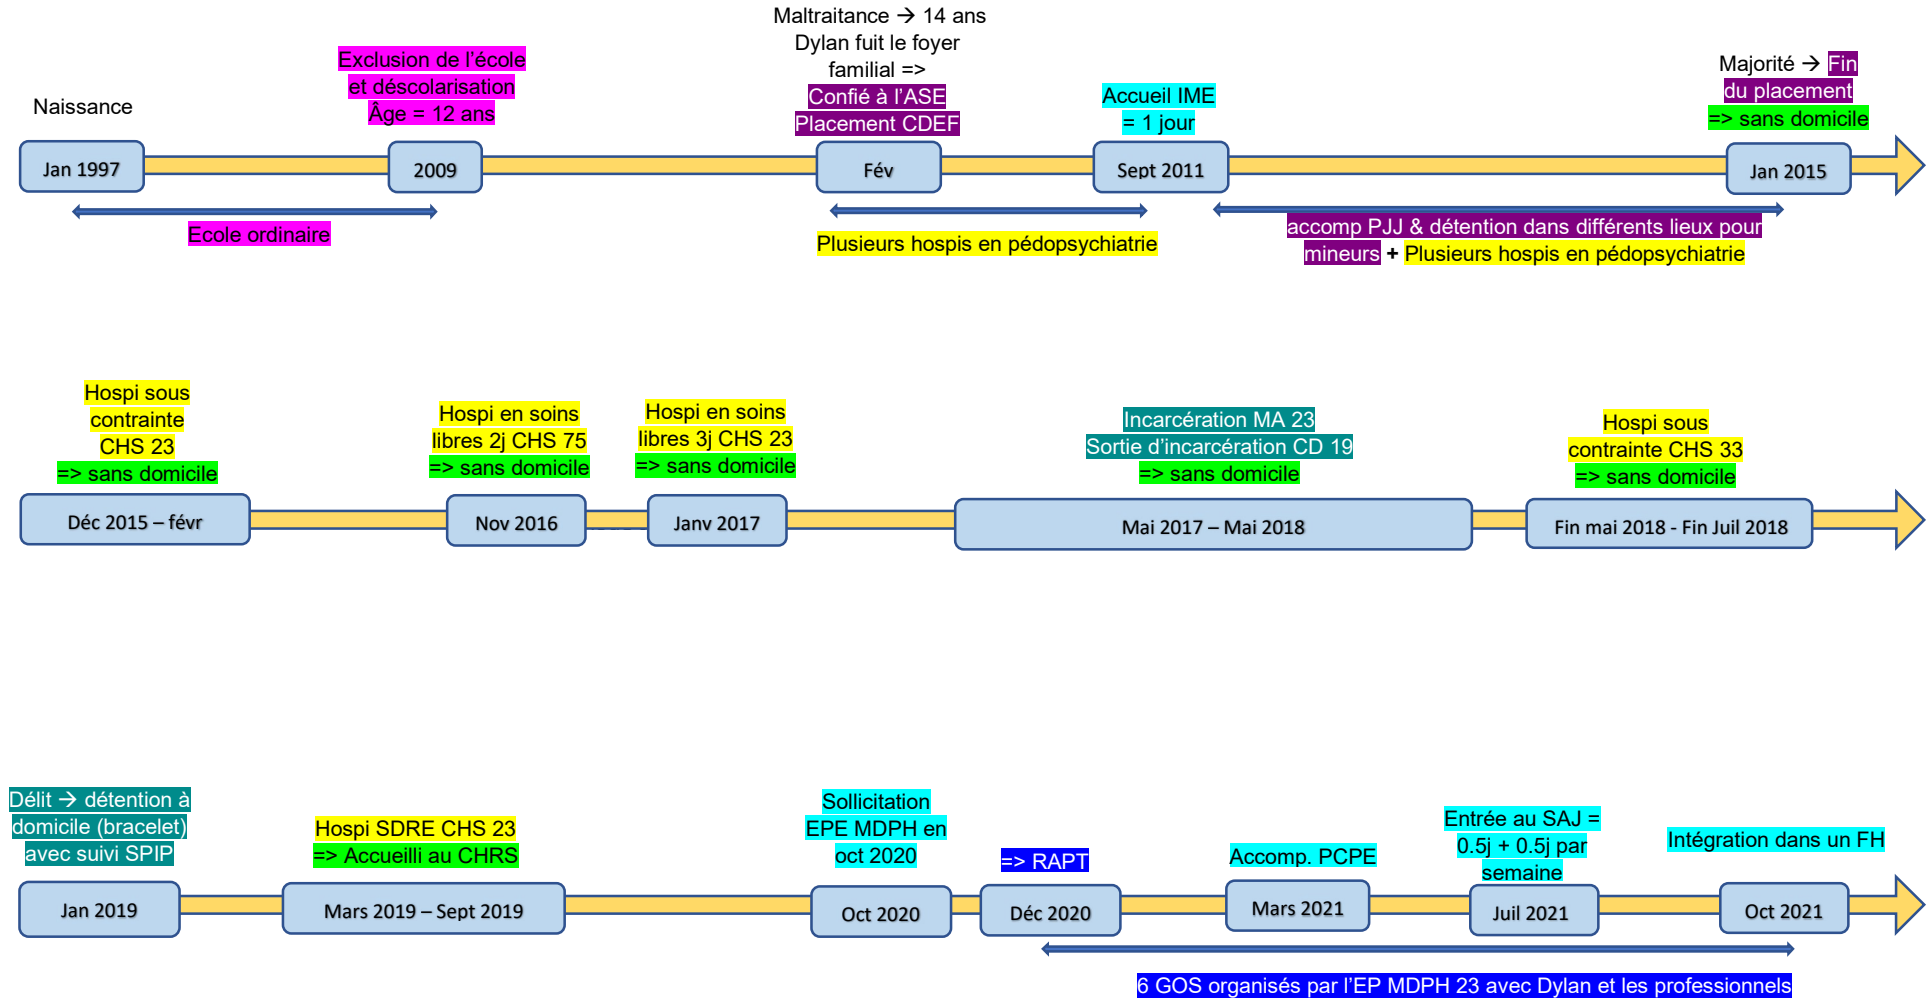 Naissance
Jan 1997
Exclusion de l'école
et déscolarisation
Âge = 12 ans
2009
Ecole ordinaire
Maltraitance → 14 ans
Dylan fuit le foyer
familial =>
Confié à l'ASE
Placement CDEF
Fév
Accueil IME
= 1 jour
Sept 2011
Plusieurs hospis en pédopsychiatrie
Majorité → Fin
du placement
=> sans domicile
Jan 2015
accomp PJJ & détention dans différents lieux pour
mineurs + Plusieurs hospis en pédopsychiatrie
Hospi sous
contrainte
CHS 23
=> sans domicile
Déc 2015 – févr
Hospi en soins
libres 2j CHS 75
=> sans domicile
Nov 2016
Hospi en soins
libres 3j CHS 23
=> sans domicile
Janv 2017
Incarcération MA 23
Sortie d'incarcération CD 19
=> sans domicile
Mai 2017 – Mai 2018
Hospi sous
contrainte CHS 33
=> sans domicile
Fin mai 2018 - Fin Juil 2018
Délit → détention à
domicile (bracelet)
avec suivi SPIP
Jan 2019
Hospi SDRE CHS 23
=> Accueilli au CHRS
Mars 2019 – Sept 2019
Sollicitation
EPE MDPH en
oct 2020
Oct 2020
=> RAPT
Déc 2020
Accomp. PCPE
Mars 2021
Entrée au SAJ =
0.5j + 0.5j par
semaine
Juil 2021
Intégration dans un FH
Oct 2021
6 GOS organisés par l'EP MDPH 23 avec Dylan et les professionnels